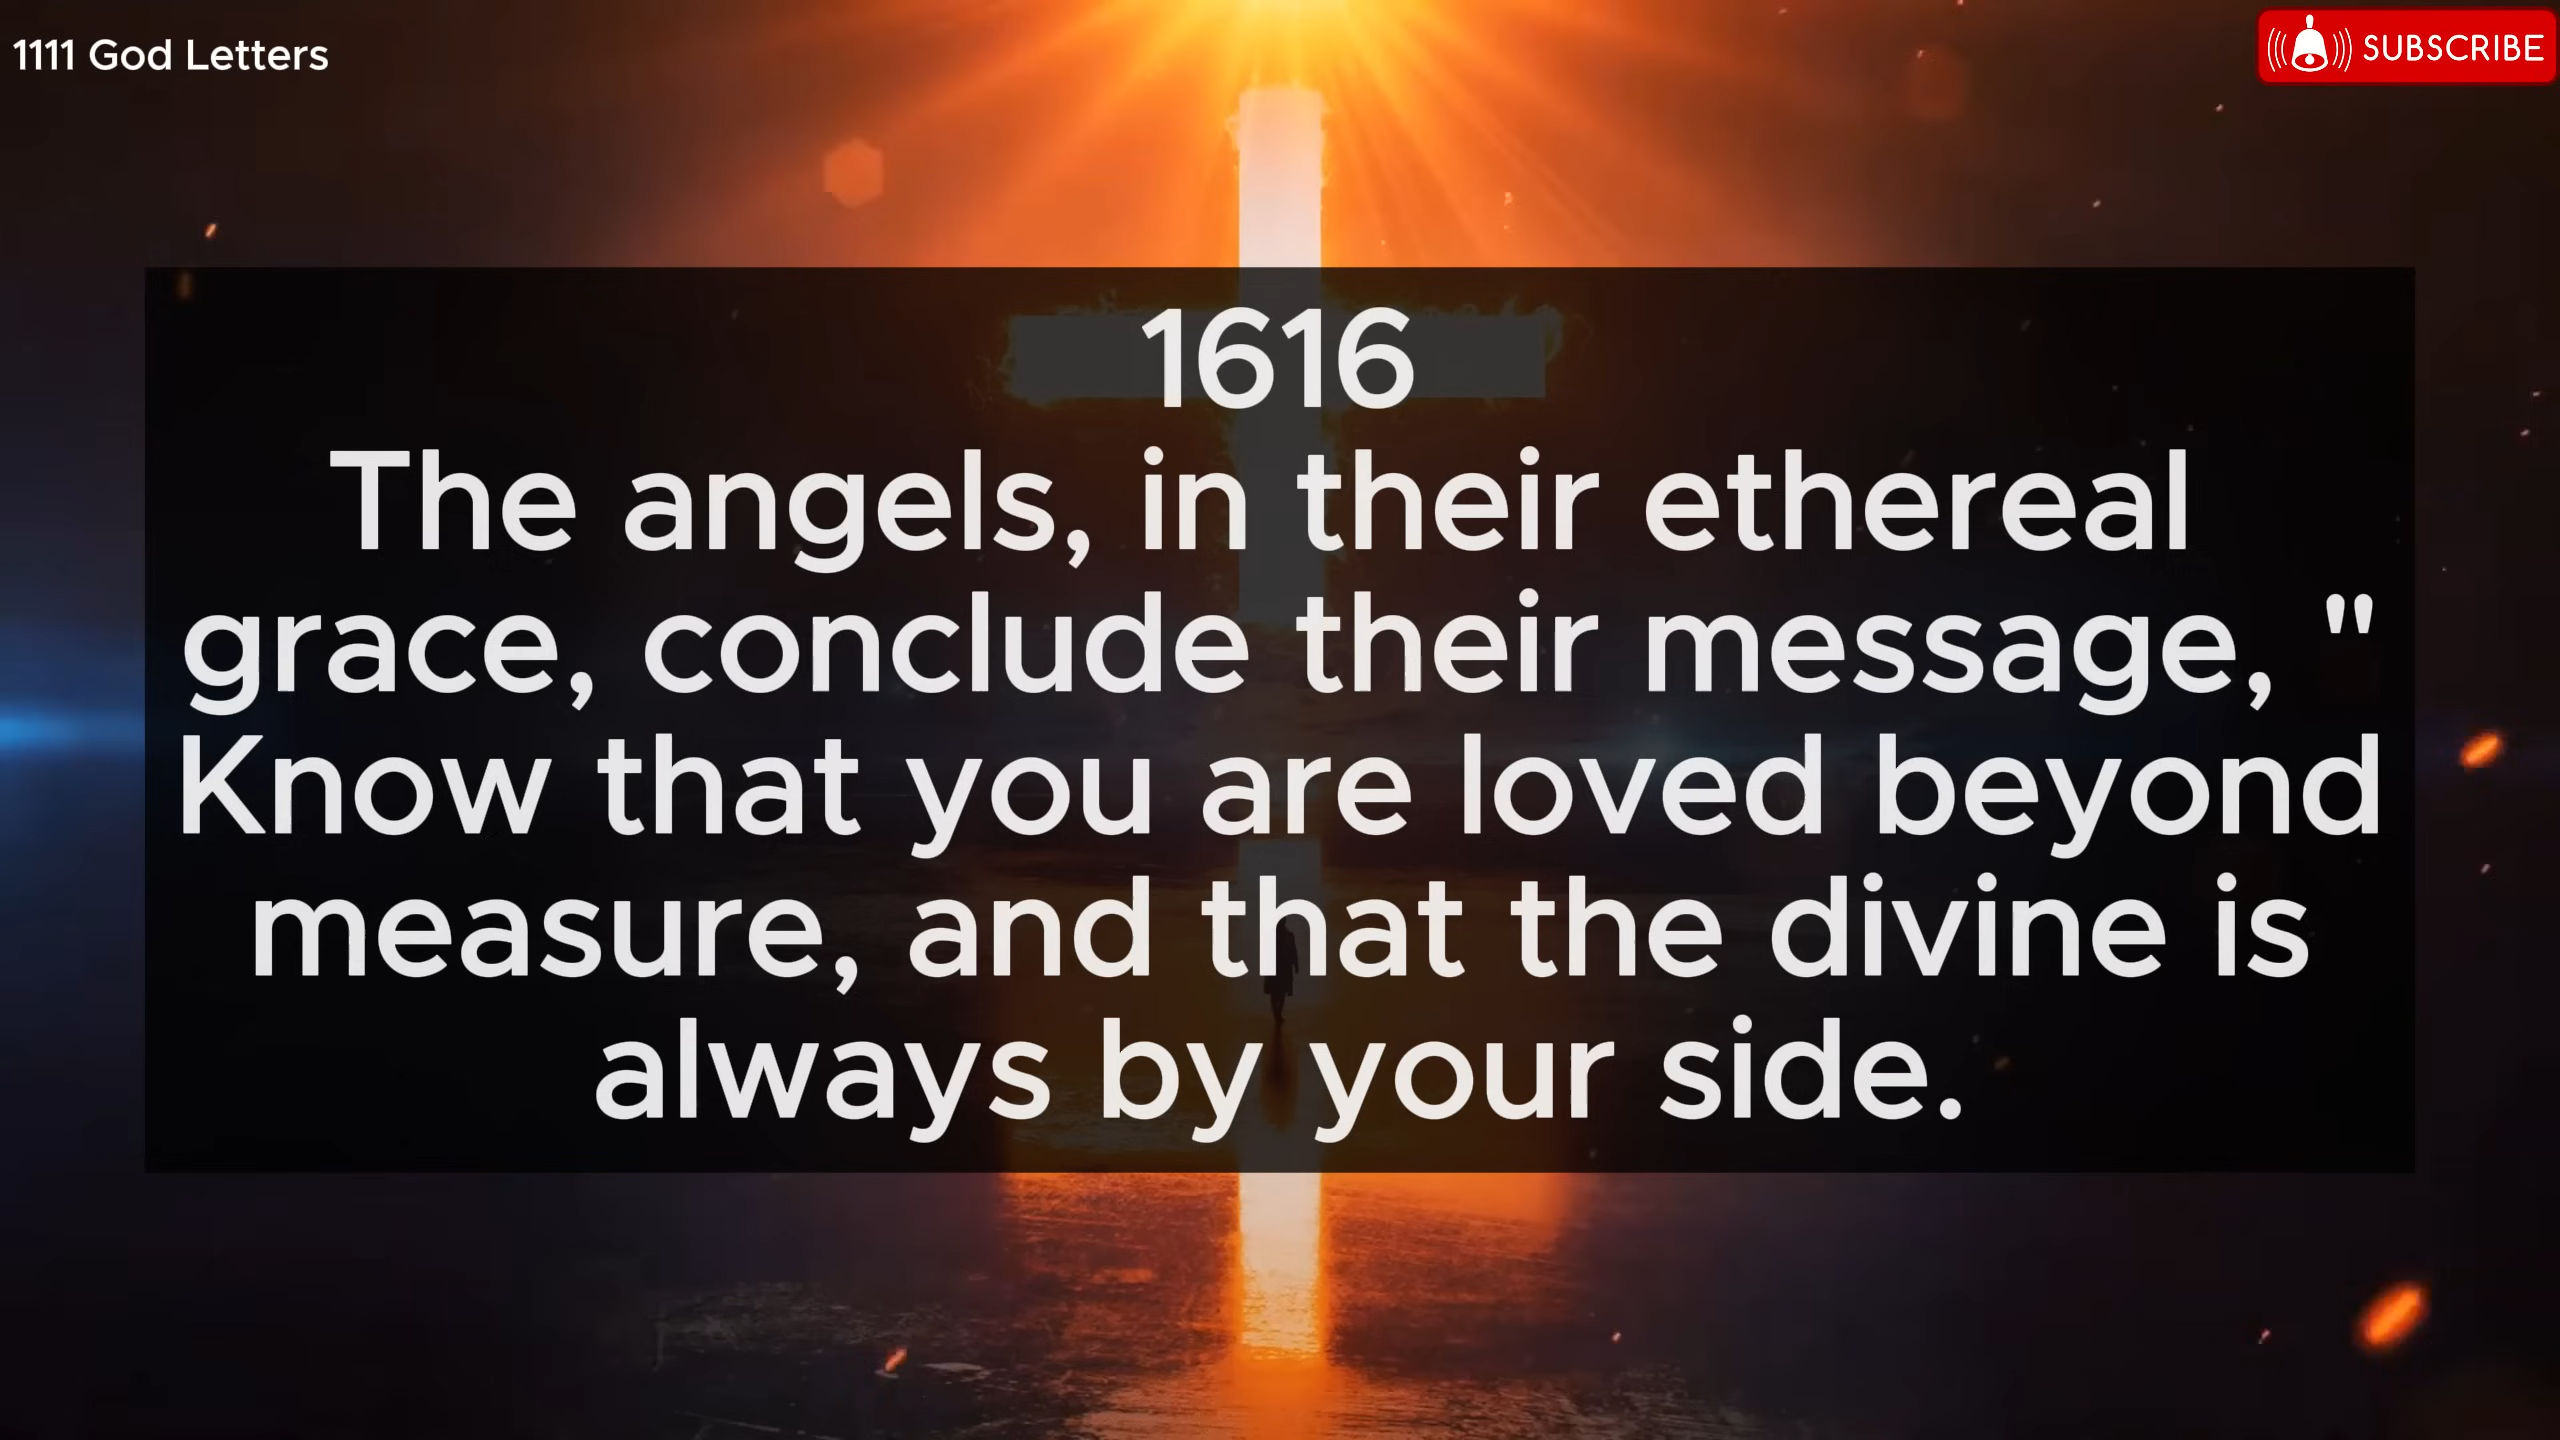 1111 God Letters
SUBSCRIBE
1616
The angels, in their ethereal
grace, conclude their message, "
Know that you are loved beyond
measure, and that the divine is
always by your side.